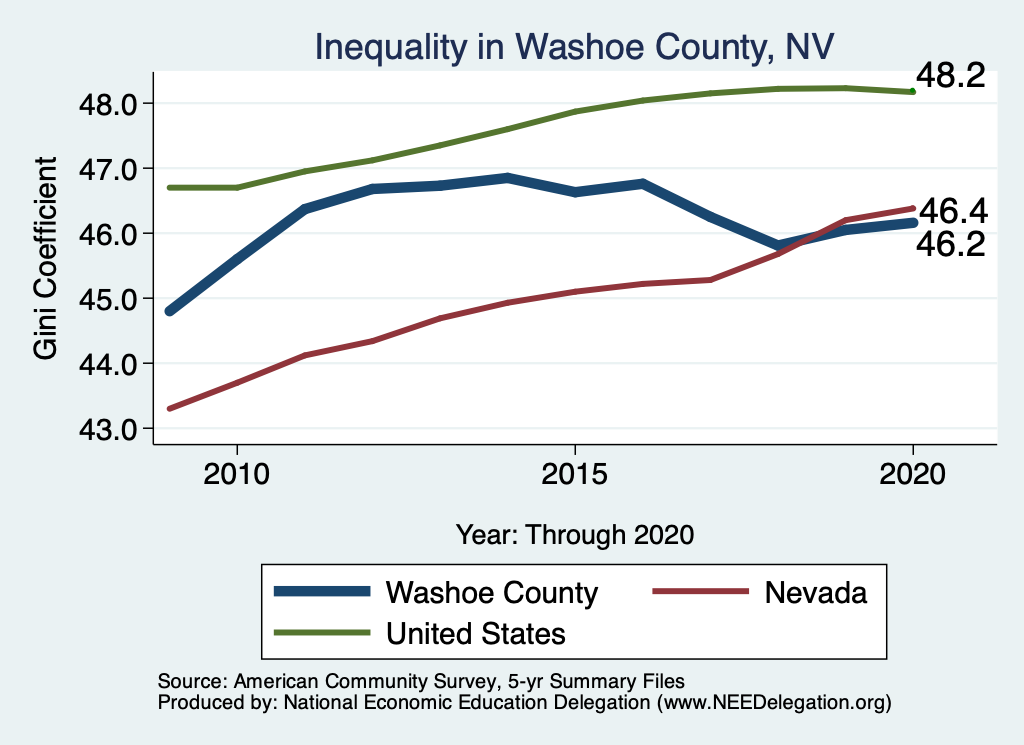 Inequality in Washoe County, NV
48.2
48.0
47.0
46.0
45.0
44.0
43.0
46.4
46.2
Gini Coefficient
2010
2015
2020
Year: Through 2020
Washoe County
Nevada
United States
Source: American Community Survey, 5-yr Summary Files
Produced by: National Economic Education Delegation (www.NEEDelegation.org)